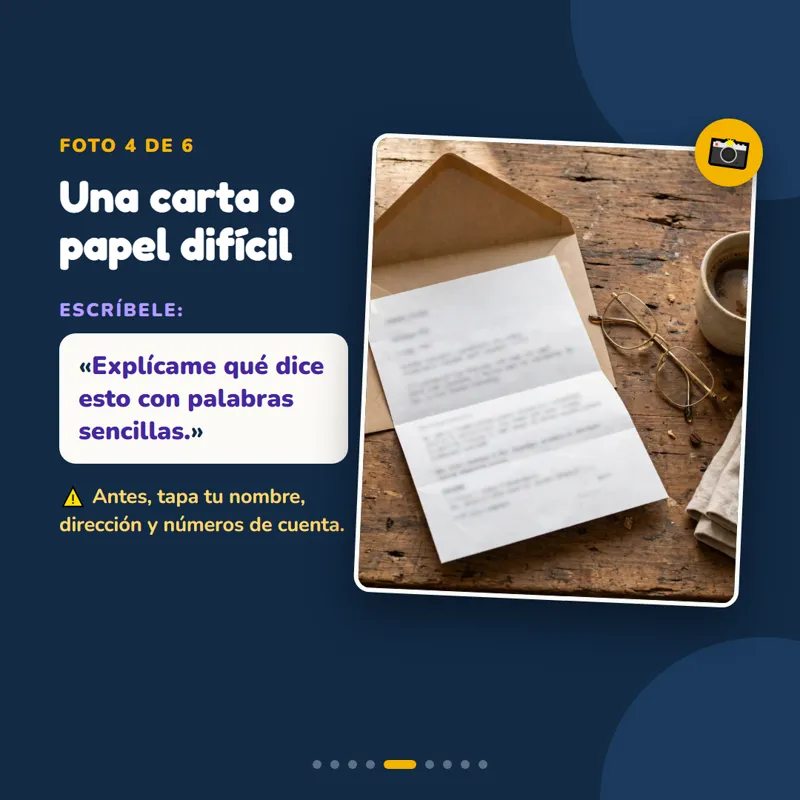 FOTO 4 DE 6
Una carta o
papel difícil
ESCRÍBELE:
«Explícame qué dice
esto con palabras
sencillas.»
⚠️ Antes, tapa tu nombre,
dirección y números de cuenta.